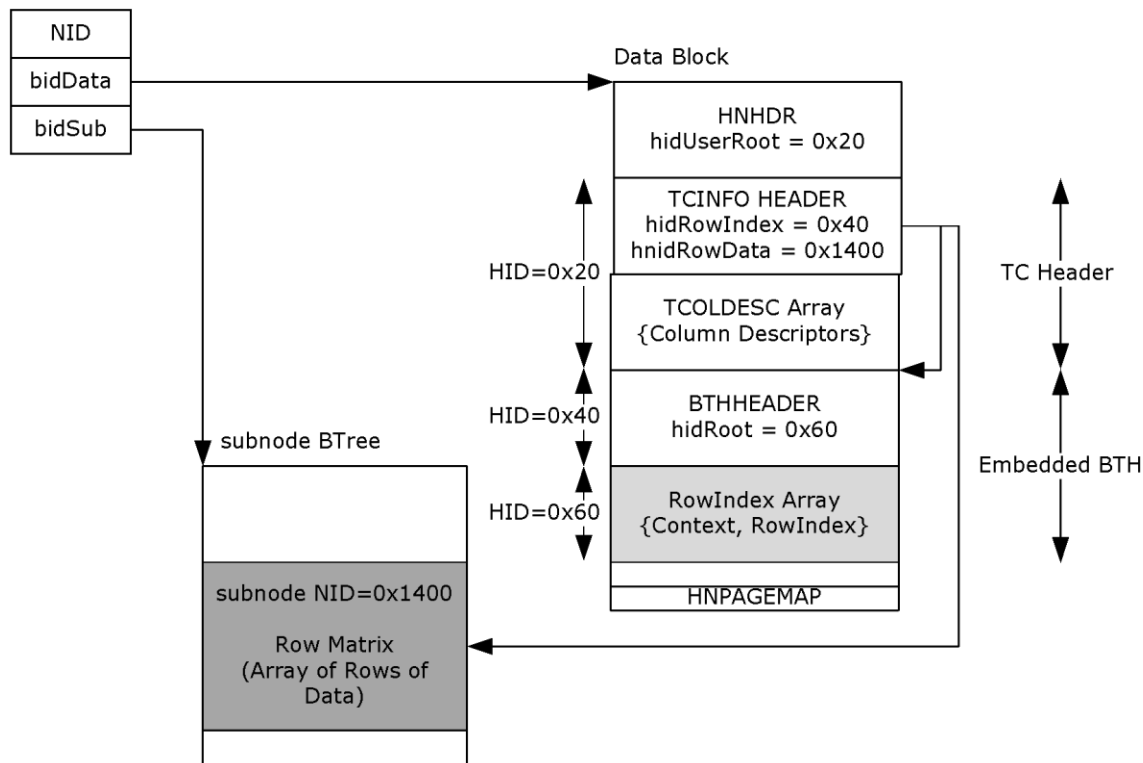 NID
bidData
bidSub
Data Block
HNHDR
hidUserRoot = 0x20
TCINFO HEADER
hidRowIndex = 0x40
hnidRowData = 0x1400
HID=0x20
TC Header
TCOLDESC Array
{Column Descriptors}
BTHHEADER
hidRoot = 0x60
HID=0x40
subnode BTree
Embedded BTH
RowIndex Array
{Context, RowIndex}
HID=0x60
HNPAGEMAP
subnode NID=0x1400
Row Matrix
(Array of Rows of
Data)